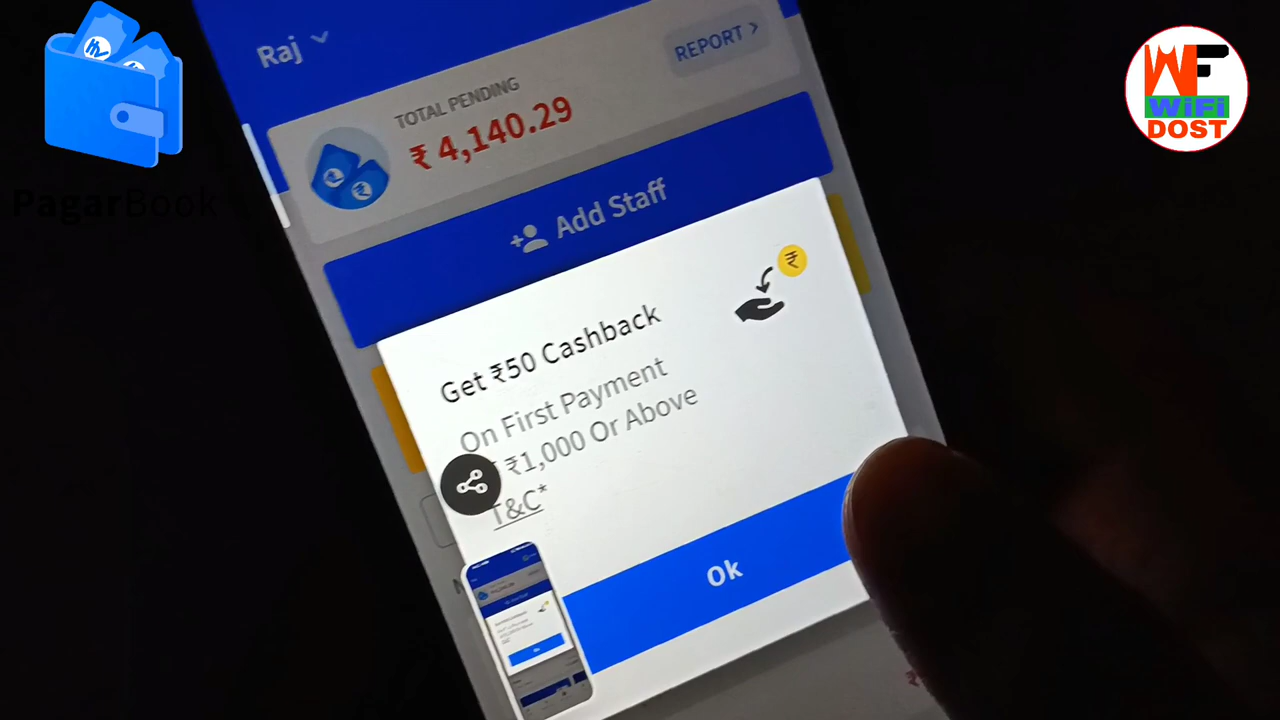 Raj
REPORT >
TOTAL PENDING
₹ 4,140.29
Add Staff
Get ₹50 Cashback
On First Payment
₹1,000 Or Above
T&C*
Ok
PagarBook
WF
WiFi
DOST